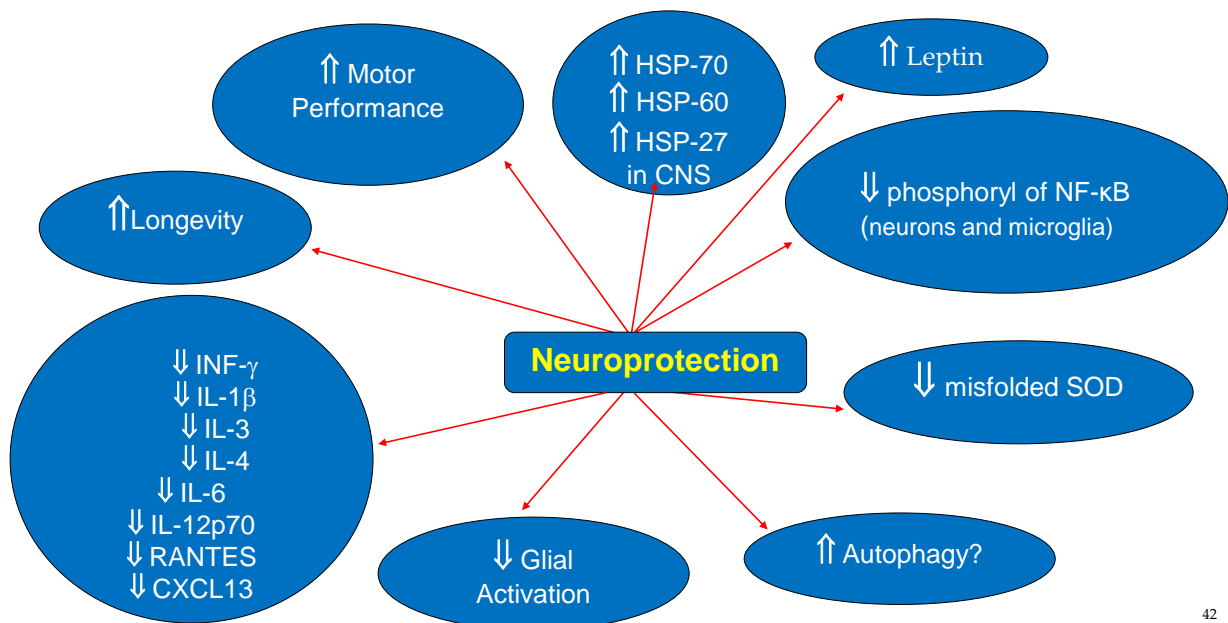 ⇑ Motor
Performance
⇑ HSP-70
⇑ HSP-60
⇑ HSP-27
in CNS
⇑ Leptin
⇓ phosphoryl of NF-κB
(neurons and microglia)
⇑Longevity
Neuroprotection
⇓ misfolded SOD
⇓ INF-γ
⇓ IL-1β
⇓ IL-3
⇓ IL-4
⇓ IL-6
⇓ IL-12p70
⇓ RANTES
⇓ CXCL13
⇓ Glial
Activation
⇑ Autophagy?
42